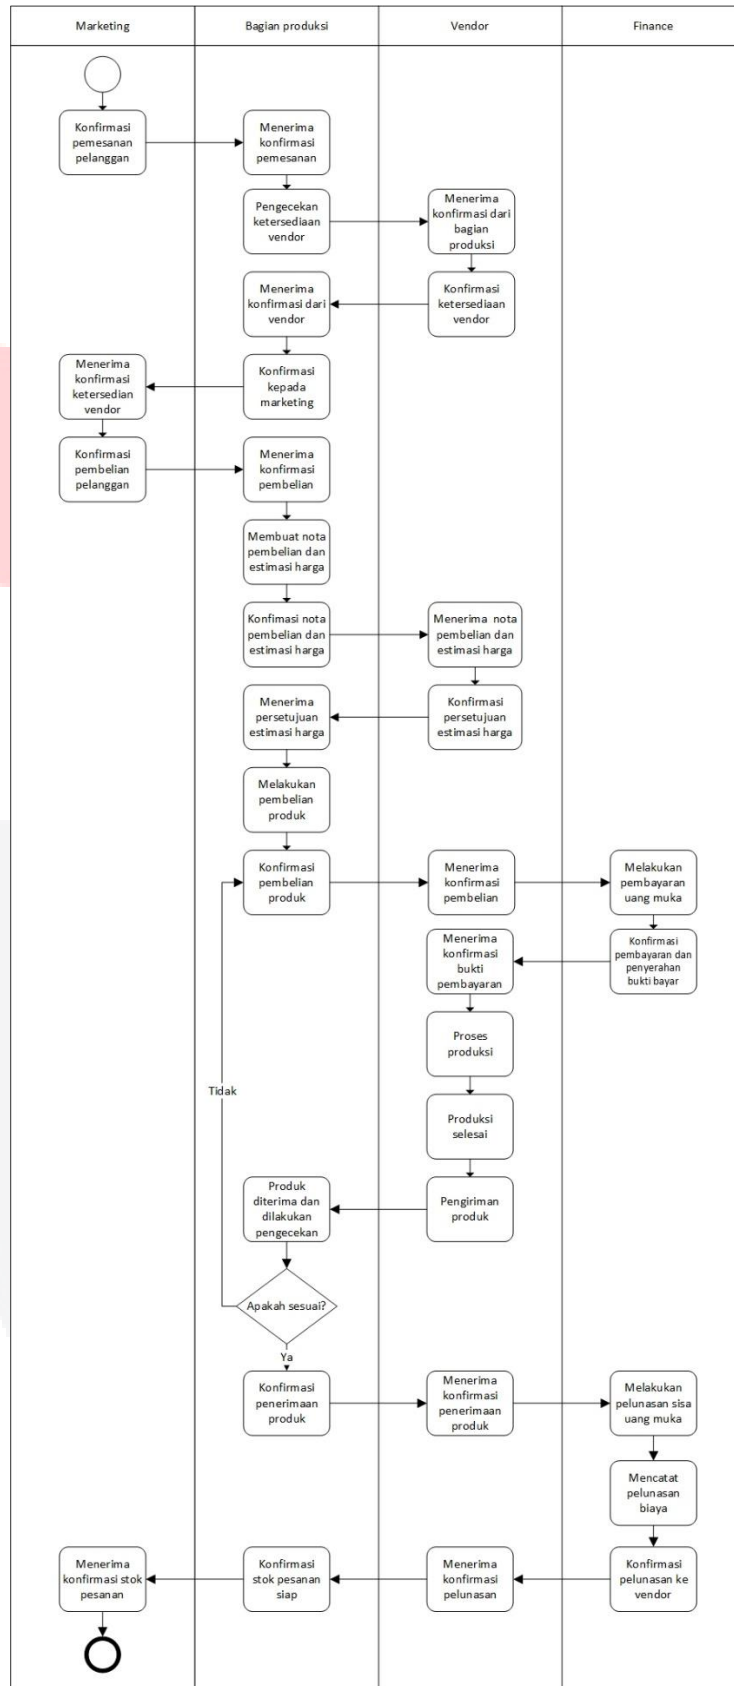 Marketing
Bagian produksi
Vendor
Finance
Konfirmasi
pemesanan
pelanggan
Menerima
konfirmasi
pemesanan
Pengecekan
ketersediaan
vendor
Menerima
konfirmasi dari
bagian
produksi
Konfirmasi
ketersediaan
vendor
Menerima
konfirmasi dari
vendor
Konfirmasi
kepada
marketing
Menerima
konfirmasi
ketersedian
vendor
Konfirmasi
pembelian
pelanggan
Menerima
konfirmasi
pembelian
Membuat nota
pembelian dan
estimasi harga
Konfimasi nota
pembelian dan
estimasi harga
Menerima nota
pembelian dan
estimasi harga
Konfirmasi
persetujuan
estimasi harga
Menerima
persetujuan
estimasi harga
Melakukan
pembelian
produk
Konfirmasi
pembelian
produk
Menerima
konfirmasi
pembelian
Melakukan
pembayaran
uang muka
Konfirmasi
pembayaran dan
penyerahan
bukti bayar
Menerima
konfirmasi
bukti
pembayaran
Proses
produksi
Produksi
selesai
Pengiriman
produk
Produk
diterima dan
dilakukan
pengecekan
Apakah sesuai?
Tidak
Ya
Konfirmasi
penerimaan
produk
Menerima
konfirmasi
penerimaan
produk
Melakukan
pelunasan sisa
uang muka
Mencatat
pelunasan
biaya
Konfirmasi
pelunasan ke
vendor
Menerima
konfirmasi
pelunasan
Konfirmasi
stok pesanan
siap
Menerima
konfirmasi stok
pesanan